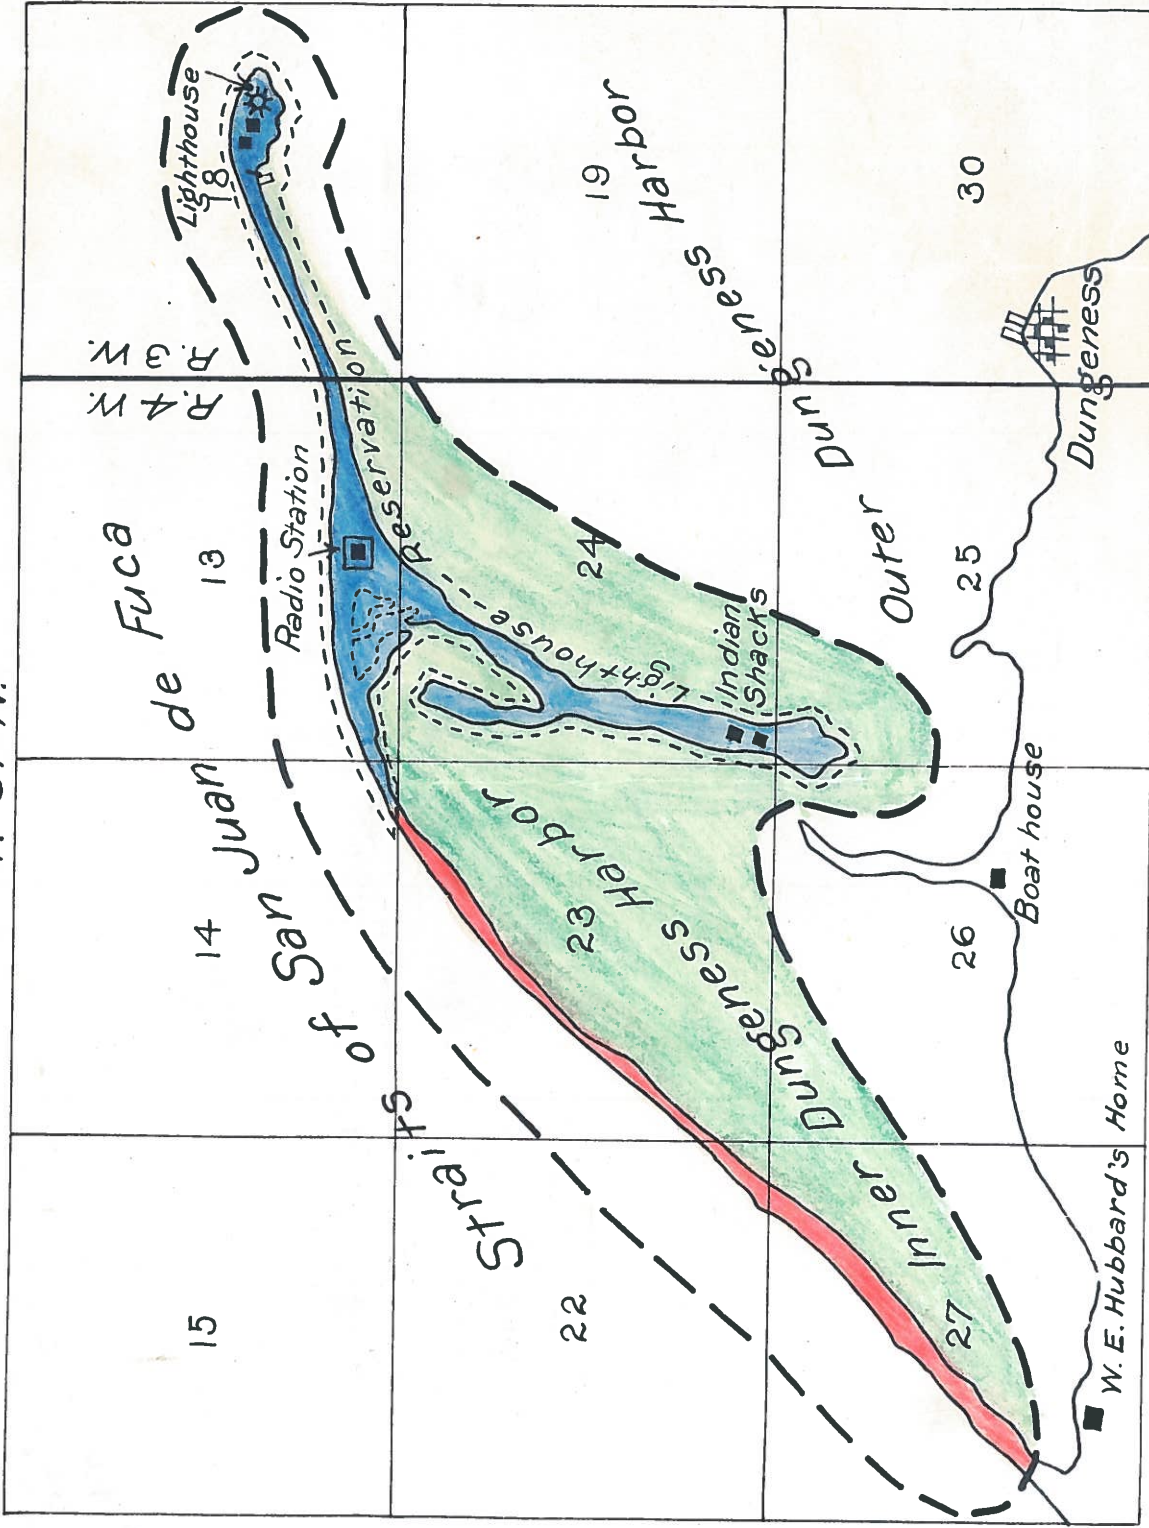 R. 4 W.
R. 3 W.
15
14
13
18
Lighthouse
Straits of San Juan de Fuca
Radio Station
Lighthouse Reservation
22
23
24
19
Indian
Shacks
Inner Dungeness Harbor
Outer Dungeness Harbor
27
26
25
30
Boat house
Dungeness
W. E. Hubbard's Home